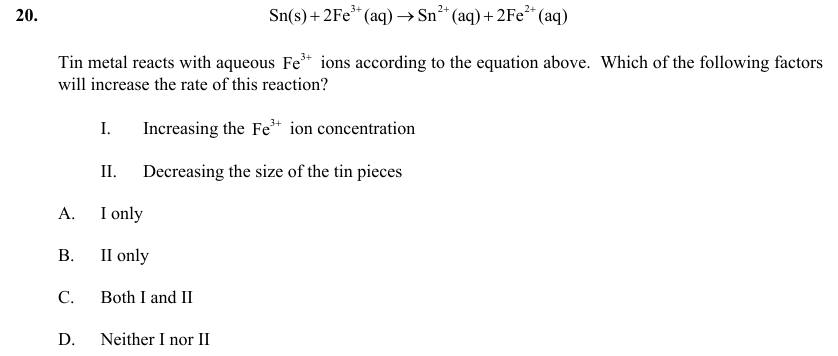 20. Sn(s) + 2Fe³⁺(aq) → Sn²⁺(aq) + 2Fe²⁺(aq)
Tin metal reacts with aqueous Fe³⁺ ions according to the equation above. Which of the following factors
will increase the rate of this reaction?
I. Increasing the Fe³⁺ ion concentration
II. Decreasing the size of the tin pieces
A. I only
B. II only
C. Both I and II
D. Neither I nor II